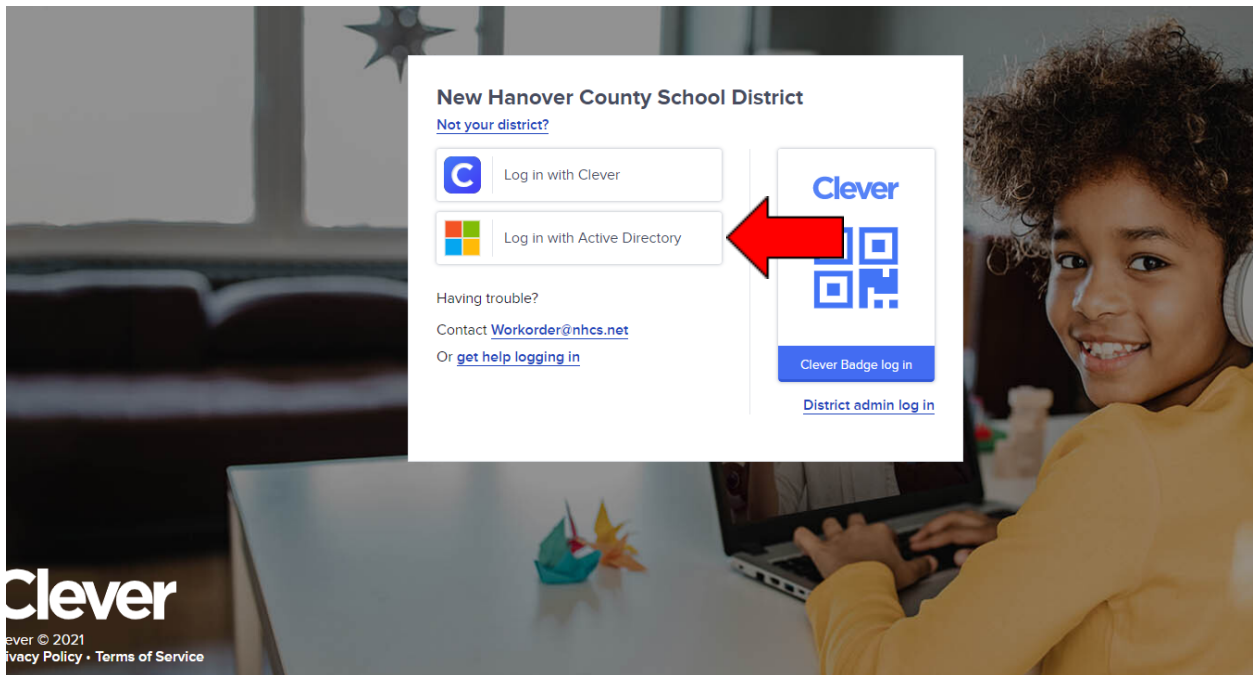 New Hanover County School District
Not your district?
Log in with Clever
Log in with Active Directory
Having trouble?
Contact Workorder@nhcs.net
Or get help logging in
Clever
Clever Badge log in
District admin log in
Clever
ever © 2021
ivacy Policy • Terms of Service